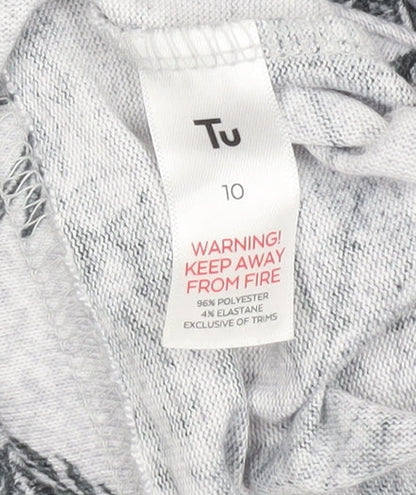 Tu
10
WARNING!
KEEP AWAY
FROM FIRE
96% POLYESTER
4% ELASTANE
EXCLUSIVE OF TRIMS